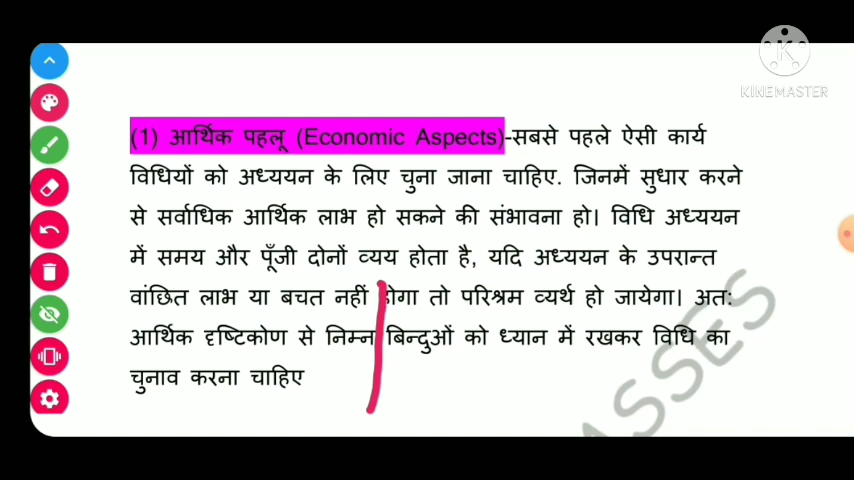 KINEMASTER
(1) आर्थिक पहलू (Economic Aspects)-सबसे पहले ऐसी कार्य
विधियों को अध्ययन के लिए चुना जाना चाहिए. जिनमें सुधार करने
से सर्वाधिक आर्थिक लाभ हो सकने की संभावना हो। विधि अध्ययन
में समय और पूँजी दोनों व्यय होता है, यदि अध्ययन के उपरान्त
वांछित लाभ या बचत नहीं होगा तो परिश्रम व्यर्थ हो जायेगा। अत:
आर्थिक दृष्टिकोण से निम्न बिन्दुओं को ध्यान में रखकर विधि का
चुनाव करना चाहिए
ASSES